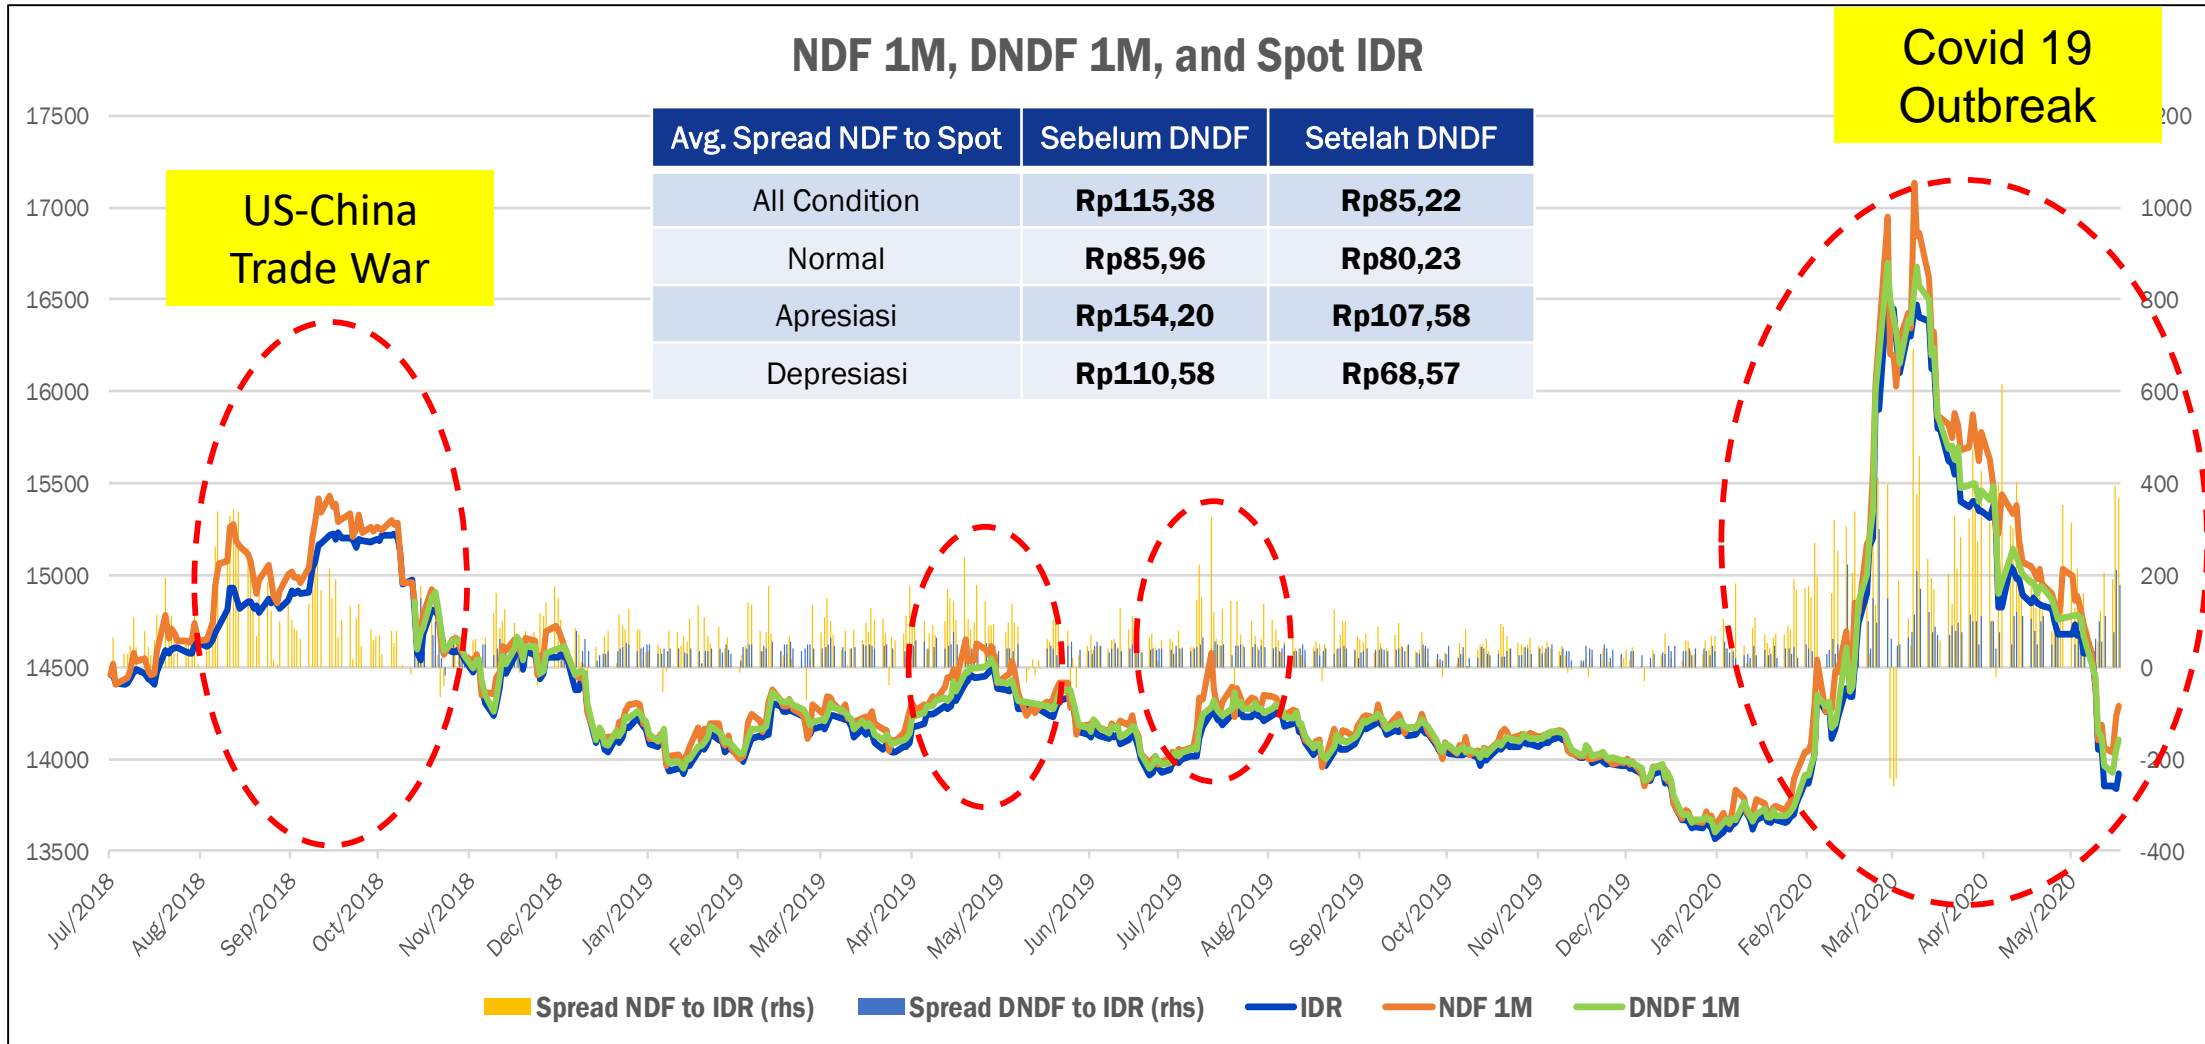 NDF 1M, DNDF 1M, and Spot IDR
Covid 19
Outbreak
US-China
Trade War
Avg. Spread NDF to Spot Sebelum DNDF Setelah DNDF
All Condition Rp115,38 Rp85,22
Normal Rp85,96 Rp80,23
Apresiasi Rp154,20 Rp107,58
Depresiasi Rp110,58 Rp68,57
17500
17000
16500
16000
15500
15000
14500
14000
13500
1000
800
600
400
200
0
-200
-400
Jul/2018
Aug/2018
Sep/2018
Oct/2018
Nov/2018
Dec/2018
Jan/2019
Feb/2019
Mar/2019
Apr/2019
May/2019
Jun/2019
Jul/2019
Aug/2019
Sep/2019
Oct/2019
Nov/2019
Dec/2019
Jan/2020
Feb/2020
Mar/2020
Apr/2020
May/2020
Spread NDF to IDR (rhs) Spread DNDF to IDR (rhs) IDR NDF 1M DNDF 1M